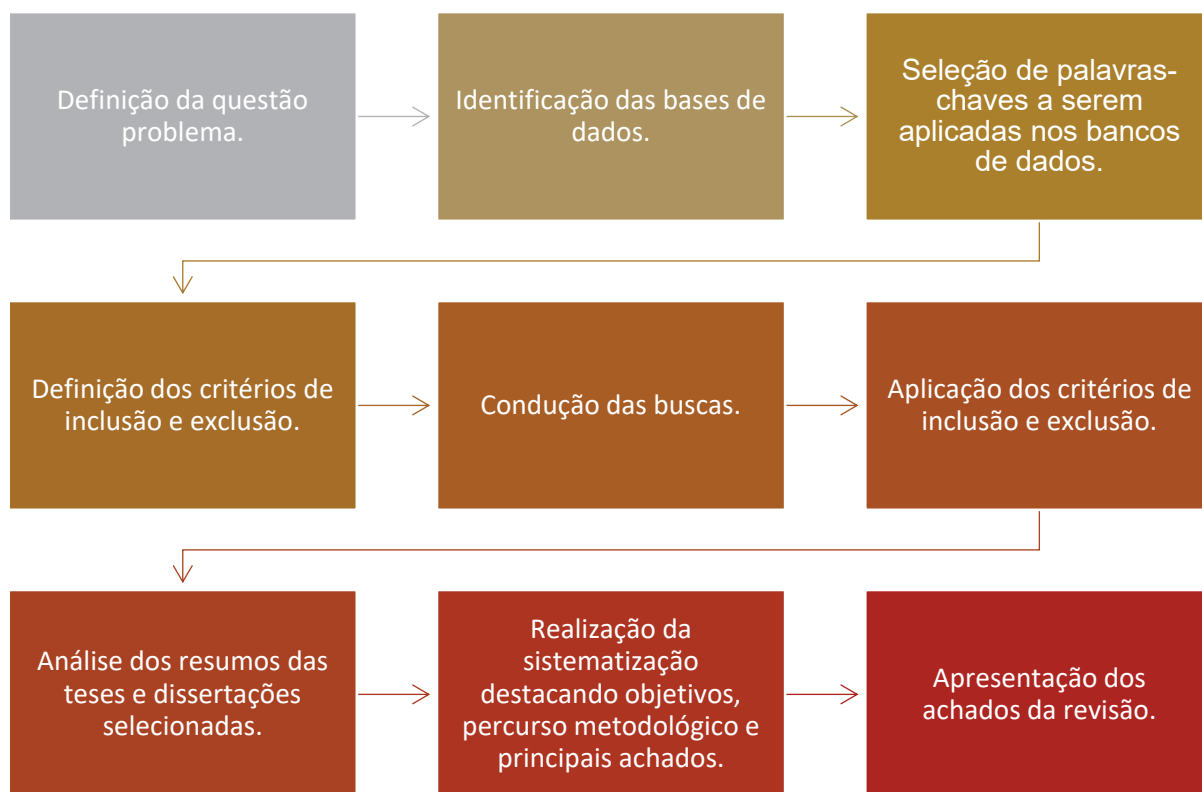 Definição da questão
problema.
Identificação das bases de
dados.
Seleção de palavras-
chaves a serem
aplicadas nos bancos
de dados.
Definição dos critérios de
inclusão e exclusão.
Condução das buscas.
Aplicação dos critérios de
inclusão e exclusão.
Análise dos resumos das
teses e dissertações
selecionadas.
Realização da
sistematização
destacando objetivos,
percurso metodológico e
principais achados.
Apresentação dos
achados da revisão.